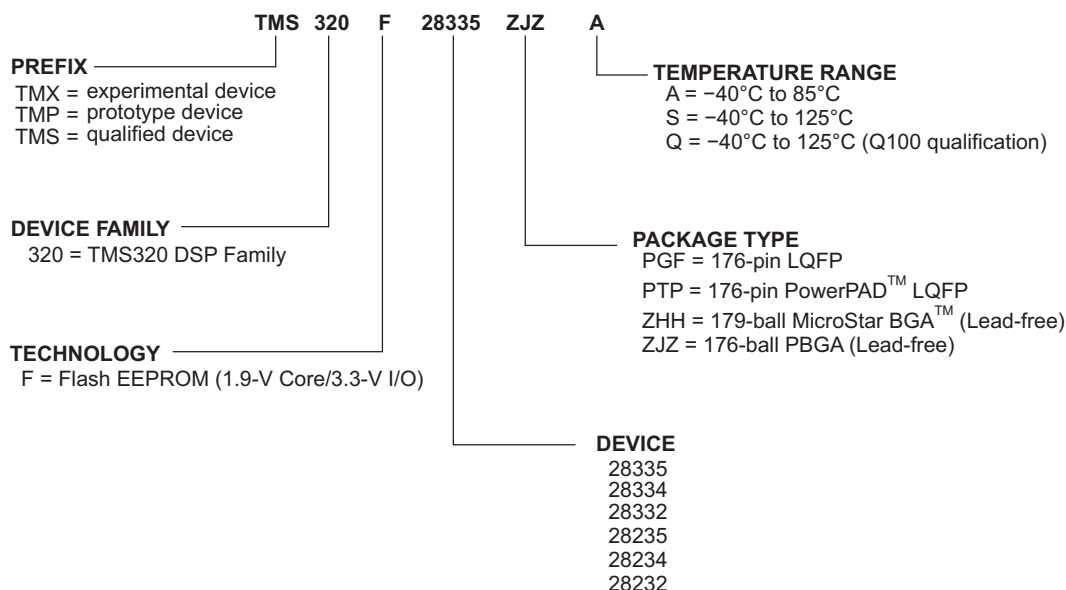 TMS 320 F 28335 ZJZ A
PREFIX
TMX = experimental device
TMP = prototype device
TMS = qualified device
TEMPERATURE RANGE
A = −40°C to 85°C
S = −40°C to 125°C
Q = −40°C to 125°C (Q100 qualification)
DEVICE FAMILY
320 = TMS320 DSP Family
PACKAGE TYPE
PGF = 176-pin LQFP
PTP = 176-pin PowerPAD™ LQFP
ZHH = 179-ball MicroStar BGA™ (Lead-free)
ZJZ = 176-ball PBGA (Lead-free)
TECHNOLOGY
F = Flash EEPROM (1.9-V Core/3.3-V I/O)
DEVICE
28335
28334
28332
28235
28234
28232